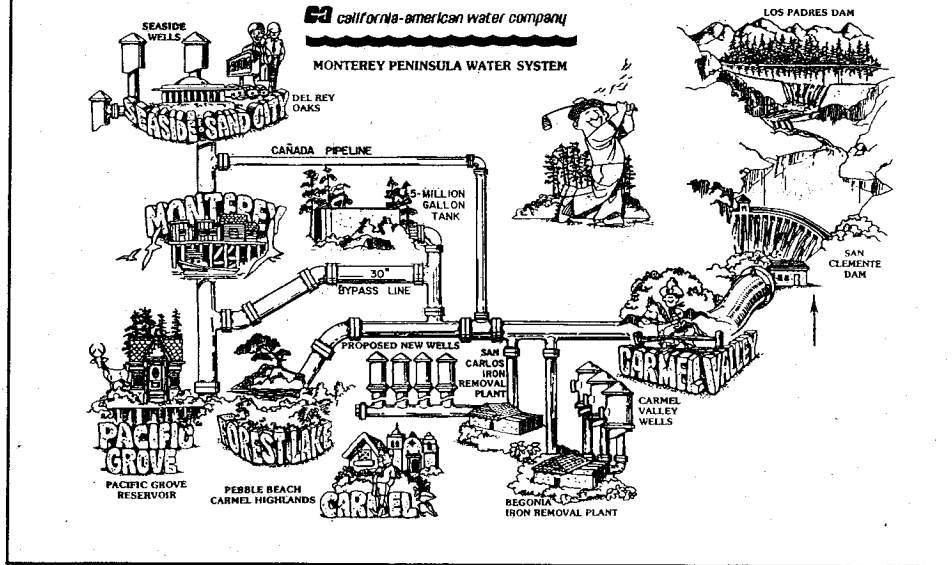 SEASIDE
WELLS
ca california-american water company
MONTEREY PENINSULA WATER SYSTEM
LOS PADRES DAM
DEL REY
OAKS
SEASIDE-SAND CITY
CAÑADA PIPELINE
5-MILLION
GALLON
TANK
MONTEREY
SAN
CLEMENTE
DAM
30"
BYPASS LINE
PROPOSED NEW WELLS
SAN
CARLOS
IRON
REMOVAL
PLANT
CARMEL VALLEY
CARMEL
VALLEY
WELLS
PACIFIC
GROVE
PACIFIC GROVE
RESERVOIR
FOREST LAKE
PEBBLE BEACH
CARMEL HIGHLANDS
CARMEL
BEGONIA
IRON REMOVAL PLANT